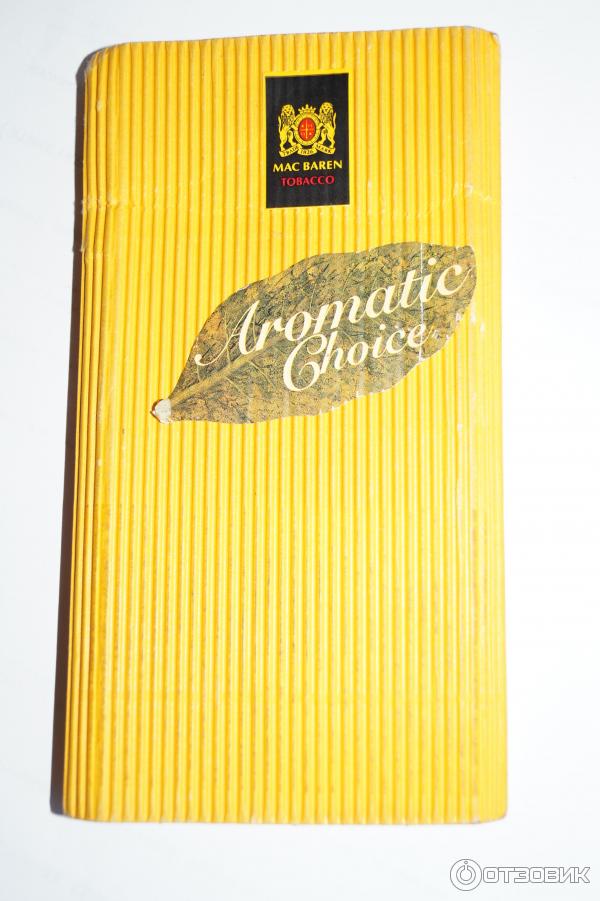 MAC BAREN
TOBACCO
Aromatic
Choice
ОТЗОВИК